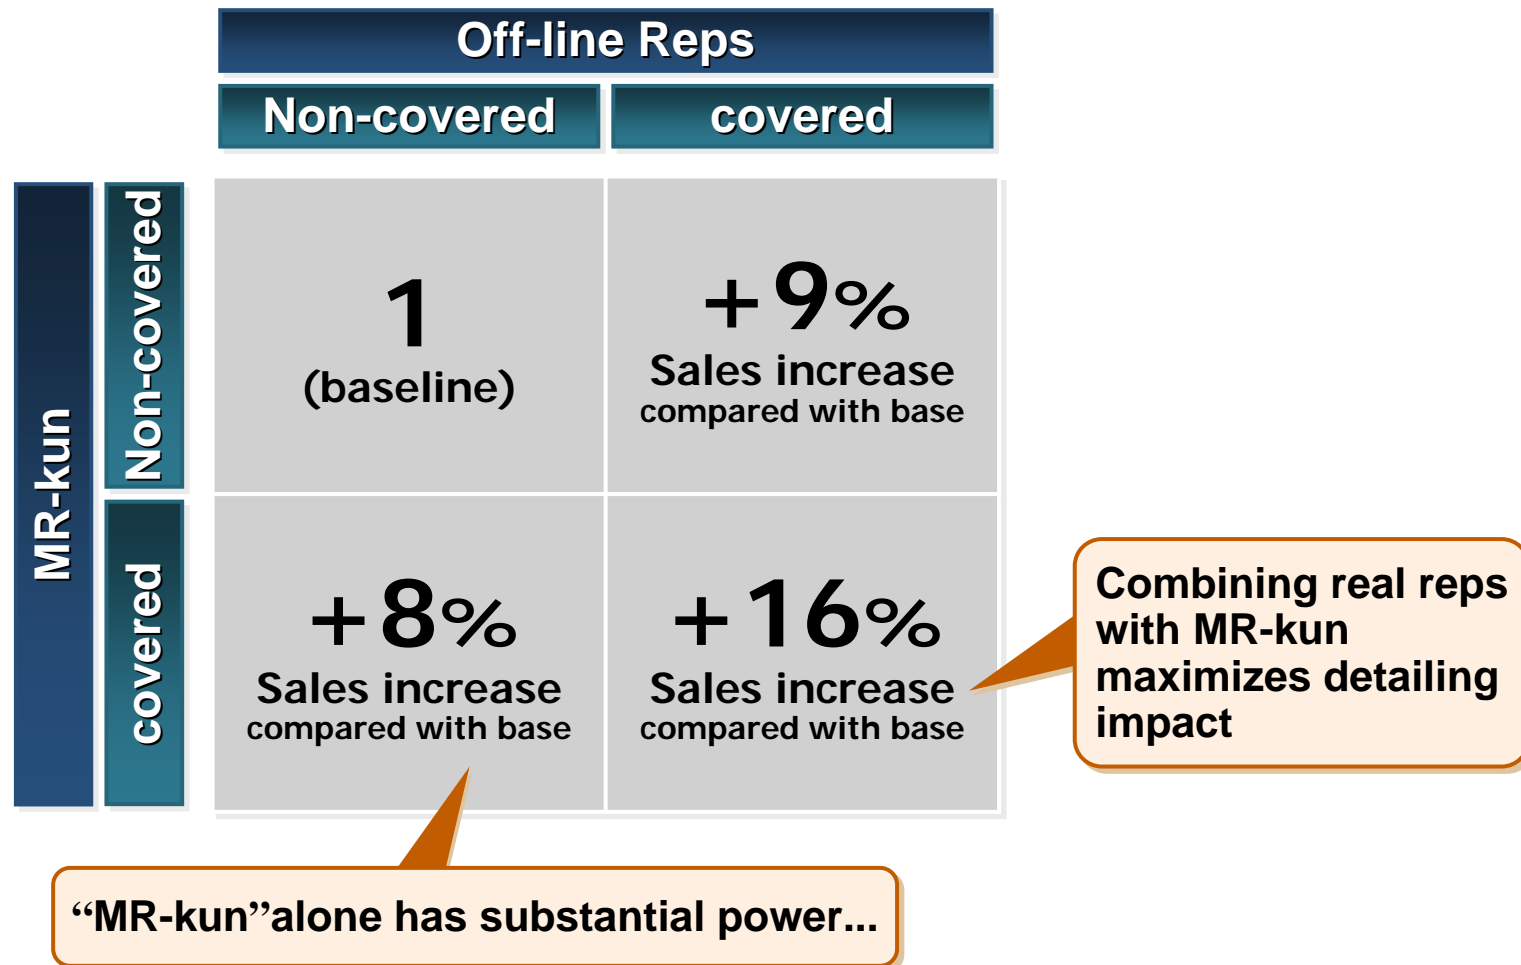 Off-line Reps
Non-covered
covered
MR-kun
Non-covered
1
(baseline)
+9%
Sales increase
compared with base
covered
+8%
Sales increase
compared with base
+16%
Sales increase
compared with base
Combining real reps
with MR-kun
maximizes detailing
impact
“MR-kun”alone has substantial power...